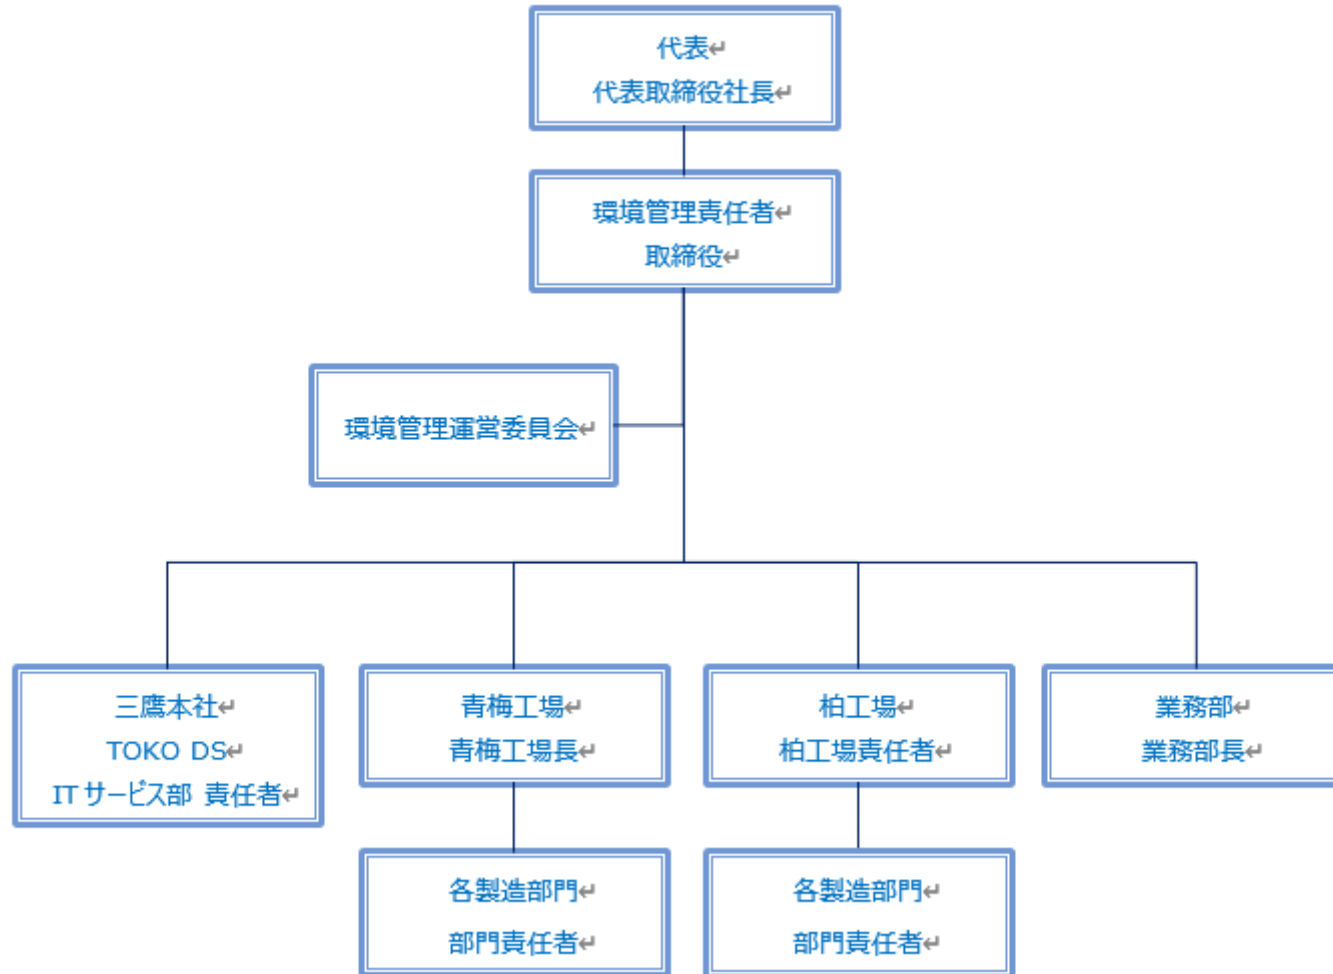 代表↵
代表取締役社長↵
環境管理責任者↵
取締役↵
環境管理運営委員会↵
三鷹本社↵
TOKO DS↵
ITサービス部 責任者↵
青梅工場↵
青梅工場長↵
柏工場↵
柏工場責任者↵
業務部↵
業務部長↵
各製造部門↵
部門責任者↵
各製造部門↵
部門責任者↵